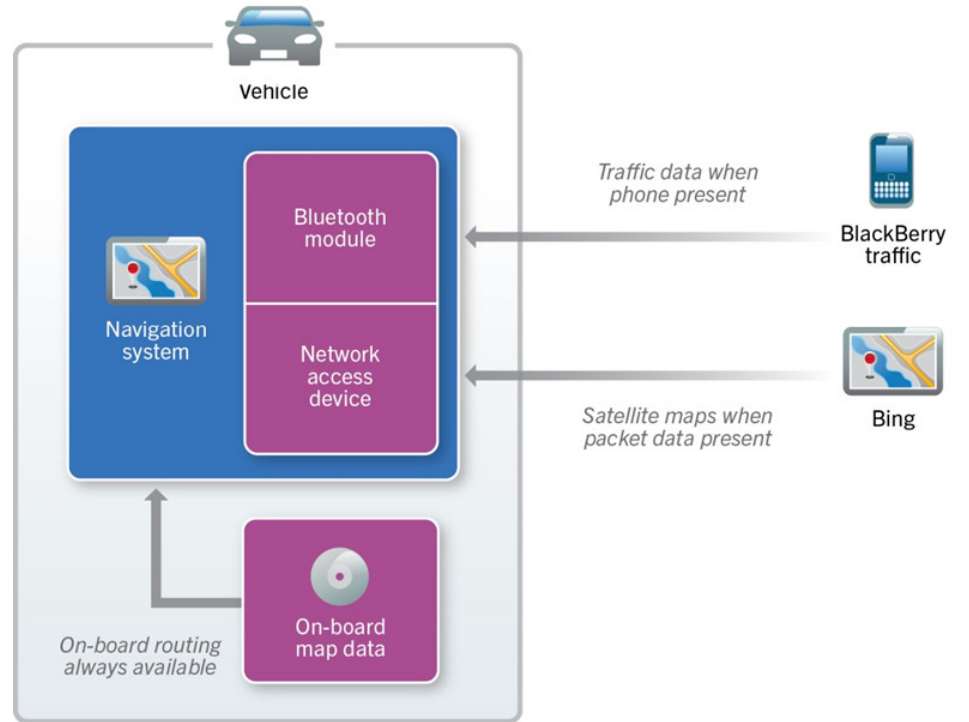 Vehicle
Traffic data when
phone present
Bluetooth
module
BlackBerry
traffic
Navigation
system
Network
access
device
Satellite maps when
packet data present
Bing
On-board
map data
On-board routing
always available